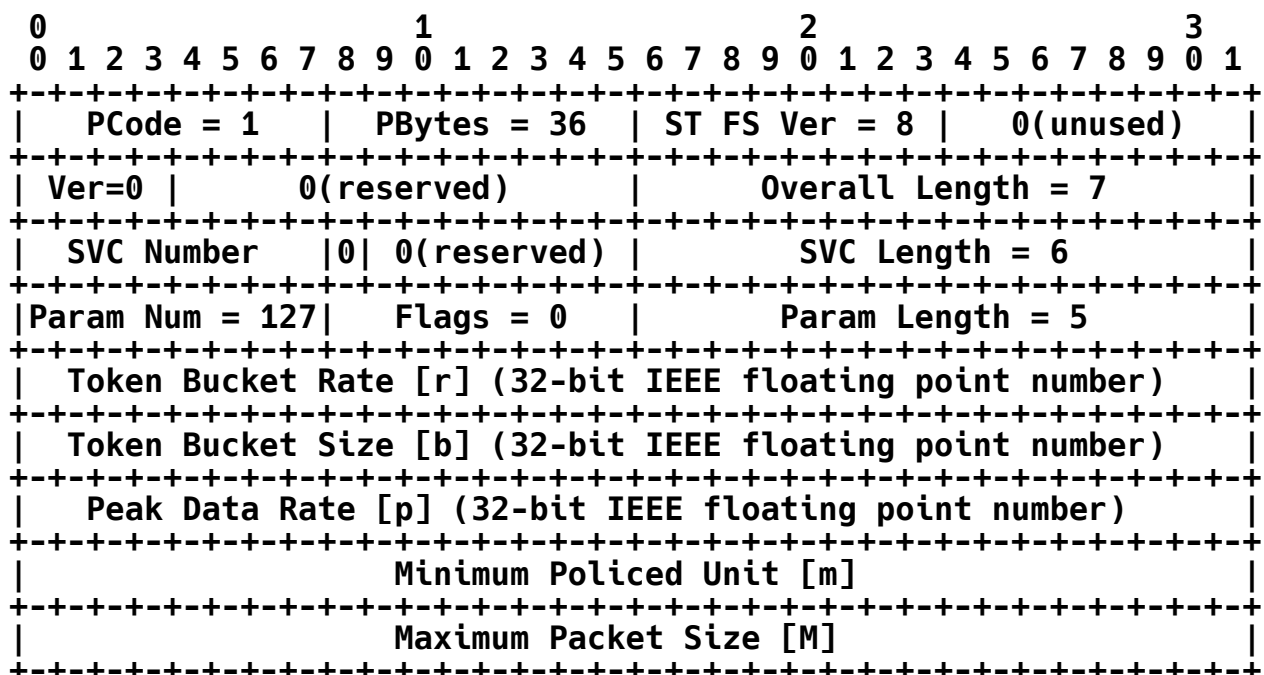 0                   1                   2                   3
 0 1 2 3 4 5 6 7 8 9 0 1 2 3 4 5 6 7 8 9 0 1 2 3 4 5 6 7 8 9 0 1
+-+-+-+-+-+-+-+-+-+-+-+-+-+-+-+-+-+-+-+-+-+-+-+-+-+-+-+-+-+-+-+-+
|   PCode = 1   |  PBytes = 36  | ST FS Ver = 8 |   0(unused)   |
+-+-+-+-+-+-+-+-+-+-+-+-+-+-+-+-+-+-+-+-+-+-+-+-+-+-+-+-+-+-+-+-+
| Ver=0 |      0(reserved)      |      Overall Length = 7       |
+-+-+-+-+-+-+-+-+-+-+-+-+-+-+-+-+-+-+-+-+-+-+-+-+-+-+-+-+-+-+-+-+
|  SVC Number   |0| 0(reserved) |        SVC Length = 6         |
+-+-+-+-+-+-+-+-+-+-+-+-+-+-+-+-+-+-+-+-+-+-+-+-+-+-+-+-+-+-+-+-+
|Param Num = 127|   Flags = 0   |       Param Length = 5        |
+-+-+-+-+-+-+-+-+-+-+-+-+-+-+-+-+-+-+-+-+-+-+-+-+-+-+-+-+-+-+-+-+
|  Token Bucket Rate [r] (32-bit IEEE floating point number)    |
+-+-+-+-+-+-+-+-+-+-+-+-+-+-+-+-+-+-+-+-+-+-+-+-+-+-+-+-+-+-+-+-+
|  Token Bucket Size [b] (32-bit IEEE floating point number)    |
+-+-+-+-+-+-+-+-+-+-+-+-+-+-+-+-+-+-+-+-+-+-+-+-+-+-+-+-+-+-+-+-+
|   Peak Data Rate [p] (32-bit IEEE floating point number)      |
+-+-+-+-+-+-+-+-+-+-+-+-+-+-+-+-+-+-+-+-+-+-+-+-+-+-+-+-+-+-+-+-+
|                   Minimum Policed Unit [m]                    |
+-+-+-+-+-+-+-+-+-+-+-+-+-+-+-+-+-+-+-+-+-+-+-+-+-+-+-+-+-+-+-+-+
|                   Maximum Packet Size [M]                     |
+-+-+-+-+-+-+-+-+-+-+-+-+-+-+-+-+-+-+-+-+-+-+-+-+-+-+-+-+-+-+-+-+